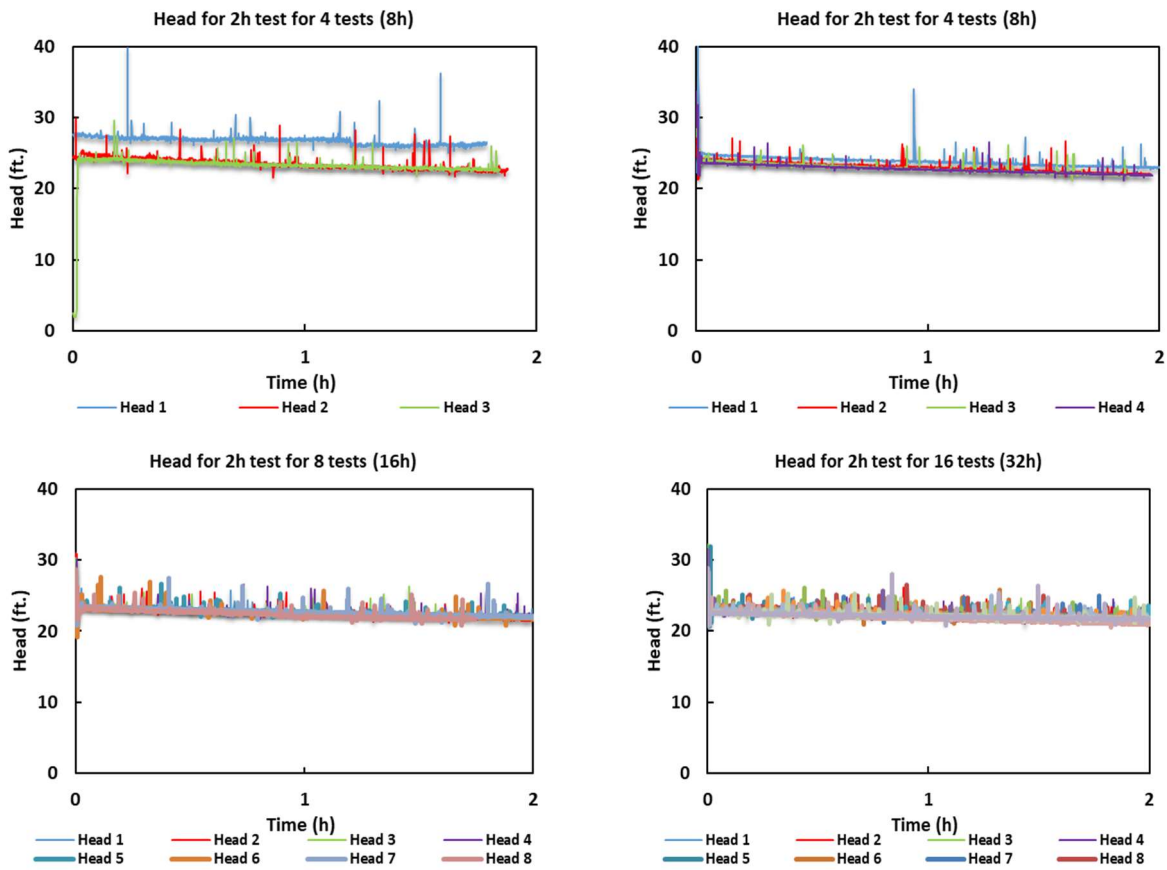 Head for 2h test for 4 tests (8h)
40
30
20
10
0
Head (ft.)
0 1 2
Time (h)
Head 1 Head 2 Head 3
Head for 2h test for 4 tests (8h)
40
30
20
10
0
Head (ft.)
0 1 2
Time (h)
Head 1 Head 2 Head 3 Head 4
Head for 2h test for 8 tests (16h)
40
30
20
10
0
Head (ft.)
0 1 2
Time (h)
Head 1 Head 2 Head 3 Head 4
Head 5 Head 6 Head 7 Head 8
Head for 2h test for 16 tests (32h)
40
30
20
10
0
Head (ft.)
0 1 2
Time (h)
Head 1 Head 2 Head 3 Head 4
Head 5 Head 6 Head 7 Head 8